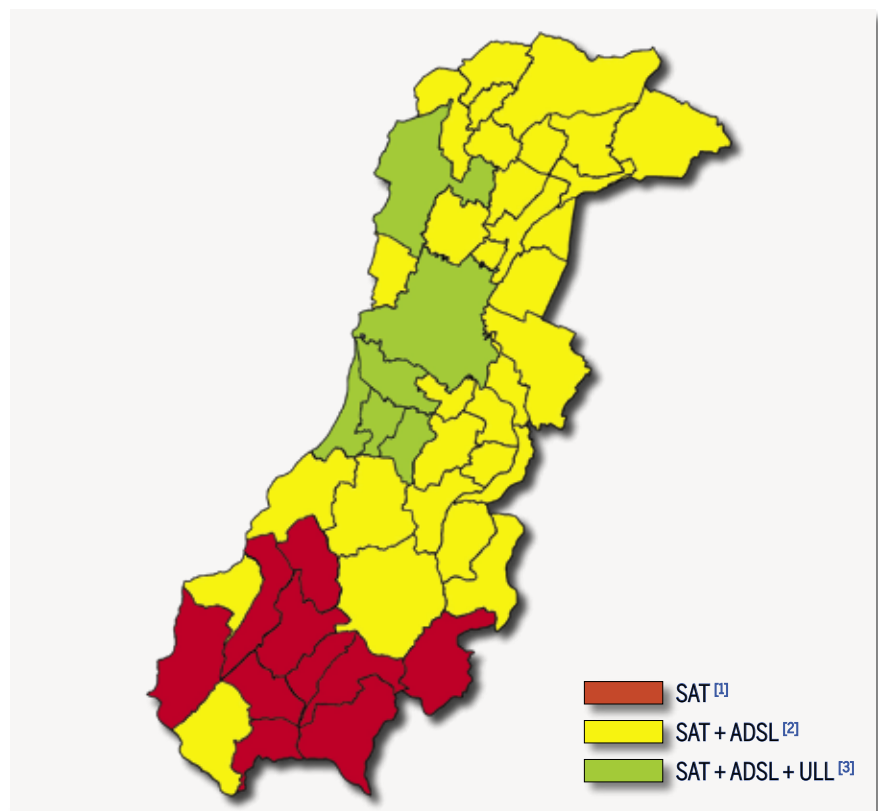 SAT [1]
SAT + ADSL [2]
SAT + ADSL + ULL [3]